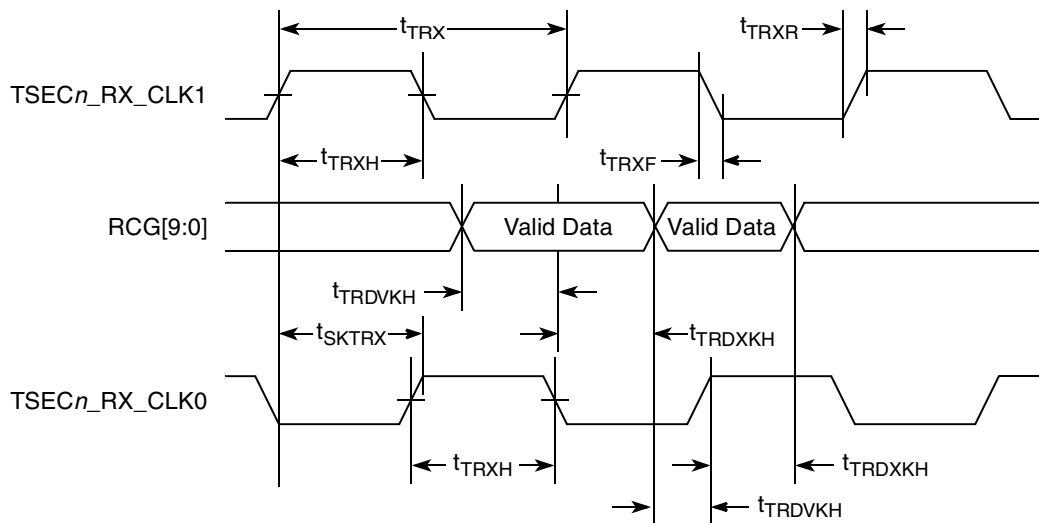 tTRX
tTRXR
TSECn_RX_CLK1
tTRXH
tTRXF
RCG[9:0]
Valid Data
Valid Data
tTRDVKH
tSKTRX
tTRDXKH
TSECn_RX_CLK0
tTRXH
tTRDXKH
tTRDVKH